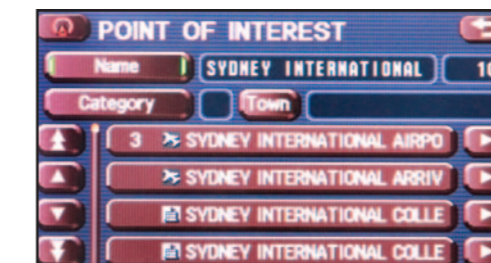 POINT OF INTEREST
Name SYDNEY INTERNATIONAL
Category Town
3 SYDNEY INTERNATIONAL AIRPO
SYDNEY INTERNATIONAL ARRIV
SYDNEY INTERNATIONAL COLLE
SYDNEY INTERNATIONAL COLLE